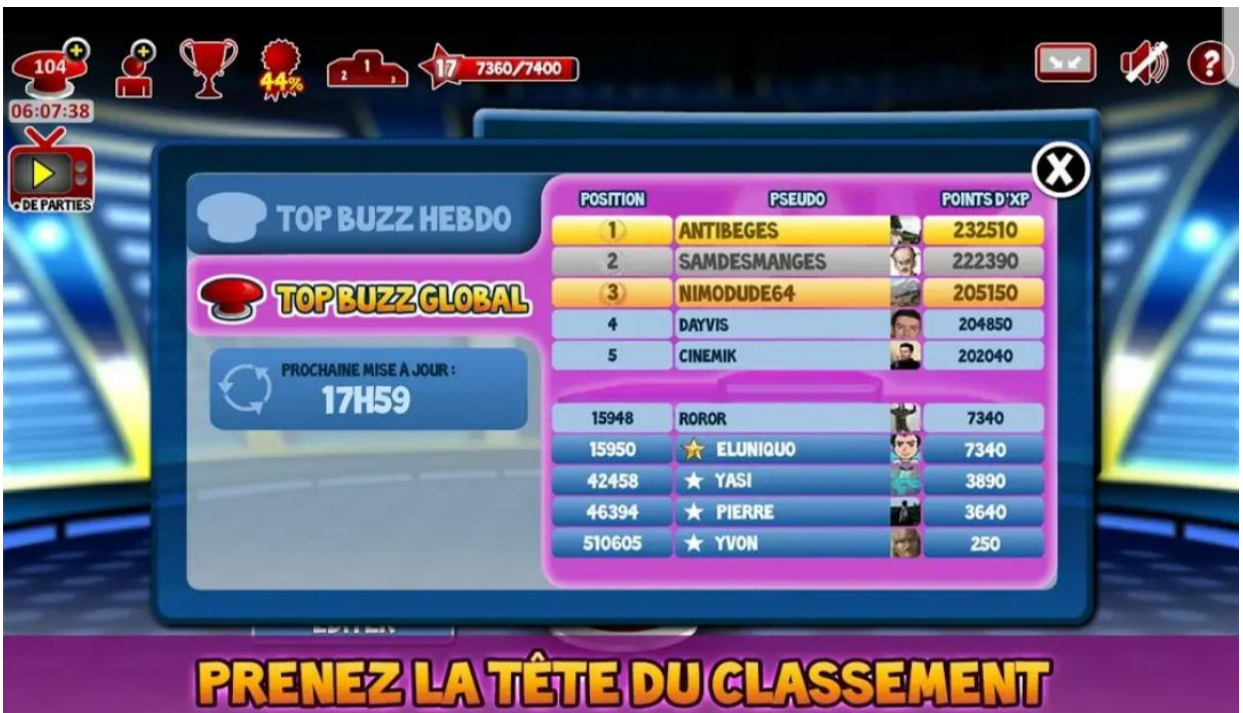 104
44%
2 1 3
17 7360/7400
?
06:07:38
+ DE PARTIES
X
TOP BUZZ HEBDO
TOP BUZZ GLOBAL
PROCHAINE MISE À JOUR :
17H59
POSITION PSEUDO POINTS D'XP
1 ANTIBEGES 232510
2 SAMDESMANGES 222390
3 NIMODUDE64 205150
4 DAYVIS 204850
5 CINEMIK 202040
15948 ROROR 7340
15950 ELUNIQUO 7340
42458 YASI 3890
46394 PIERRE 3640
510605 YVON 250
PRENEZ LA TÊTE DU CLASSEMENT